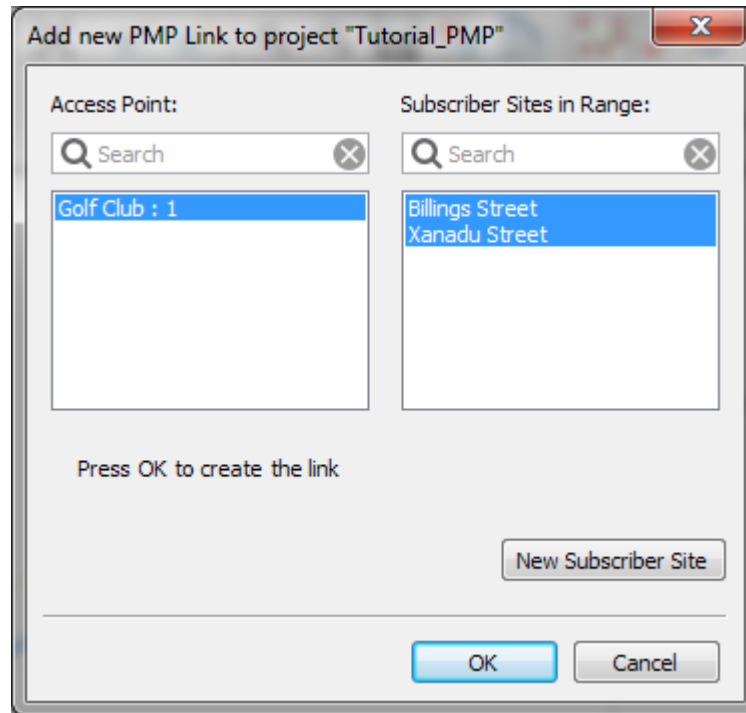 Add new PMP Link to project "Tutorial_PMP"
Access Point:
Search
Golf Club : 1
Subscriber Sites in Range:
Search
Billings Street
Xanadu Street
Press OK to create the link
New Subscriber Site
OK
Cancel